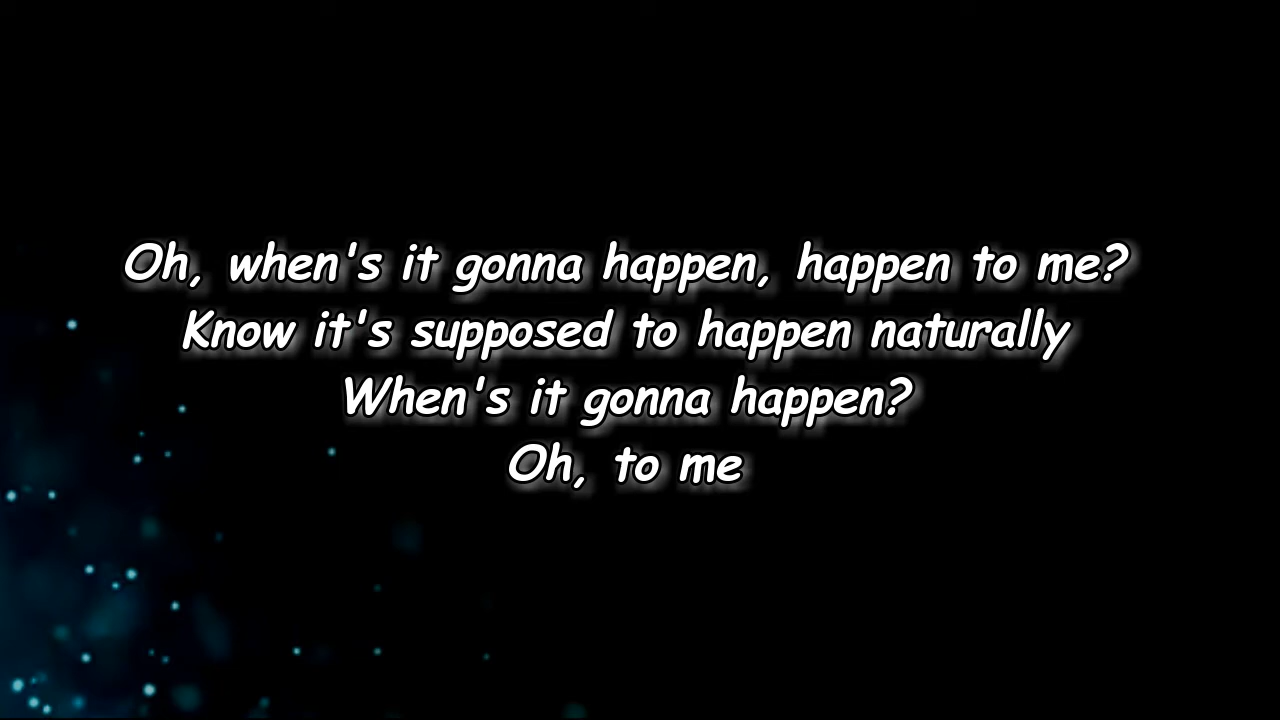 Oh, when's it gonna happen, happen to me?
Know it's supposed to happen naturally
When's it gonna happen?
Oh, to me